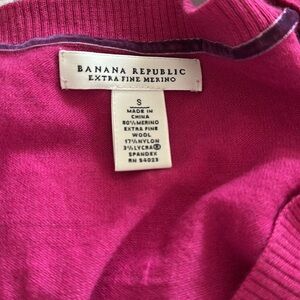 BANANA REPUBLIC
EXTRA FINE MERINO
S
MADE IN
CHINA
80% MERINO
EXTRA FINE
WOOL
17% NYLON
3% LYCRA®
SPANDEX
RN 54023